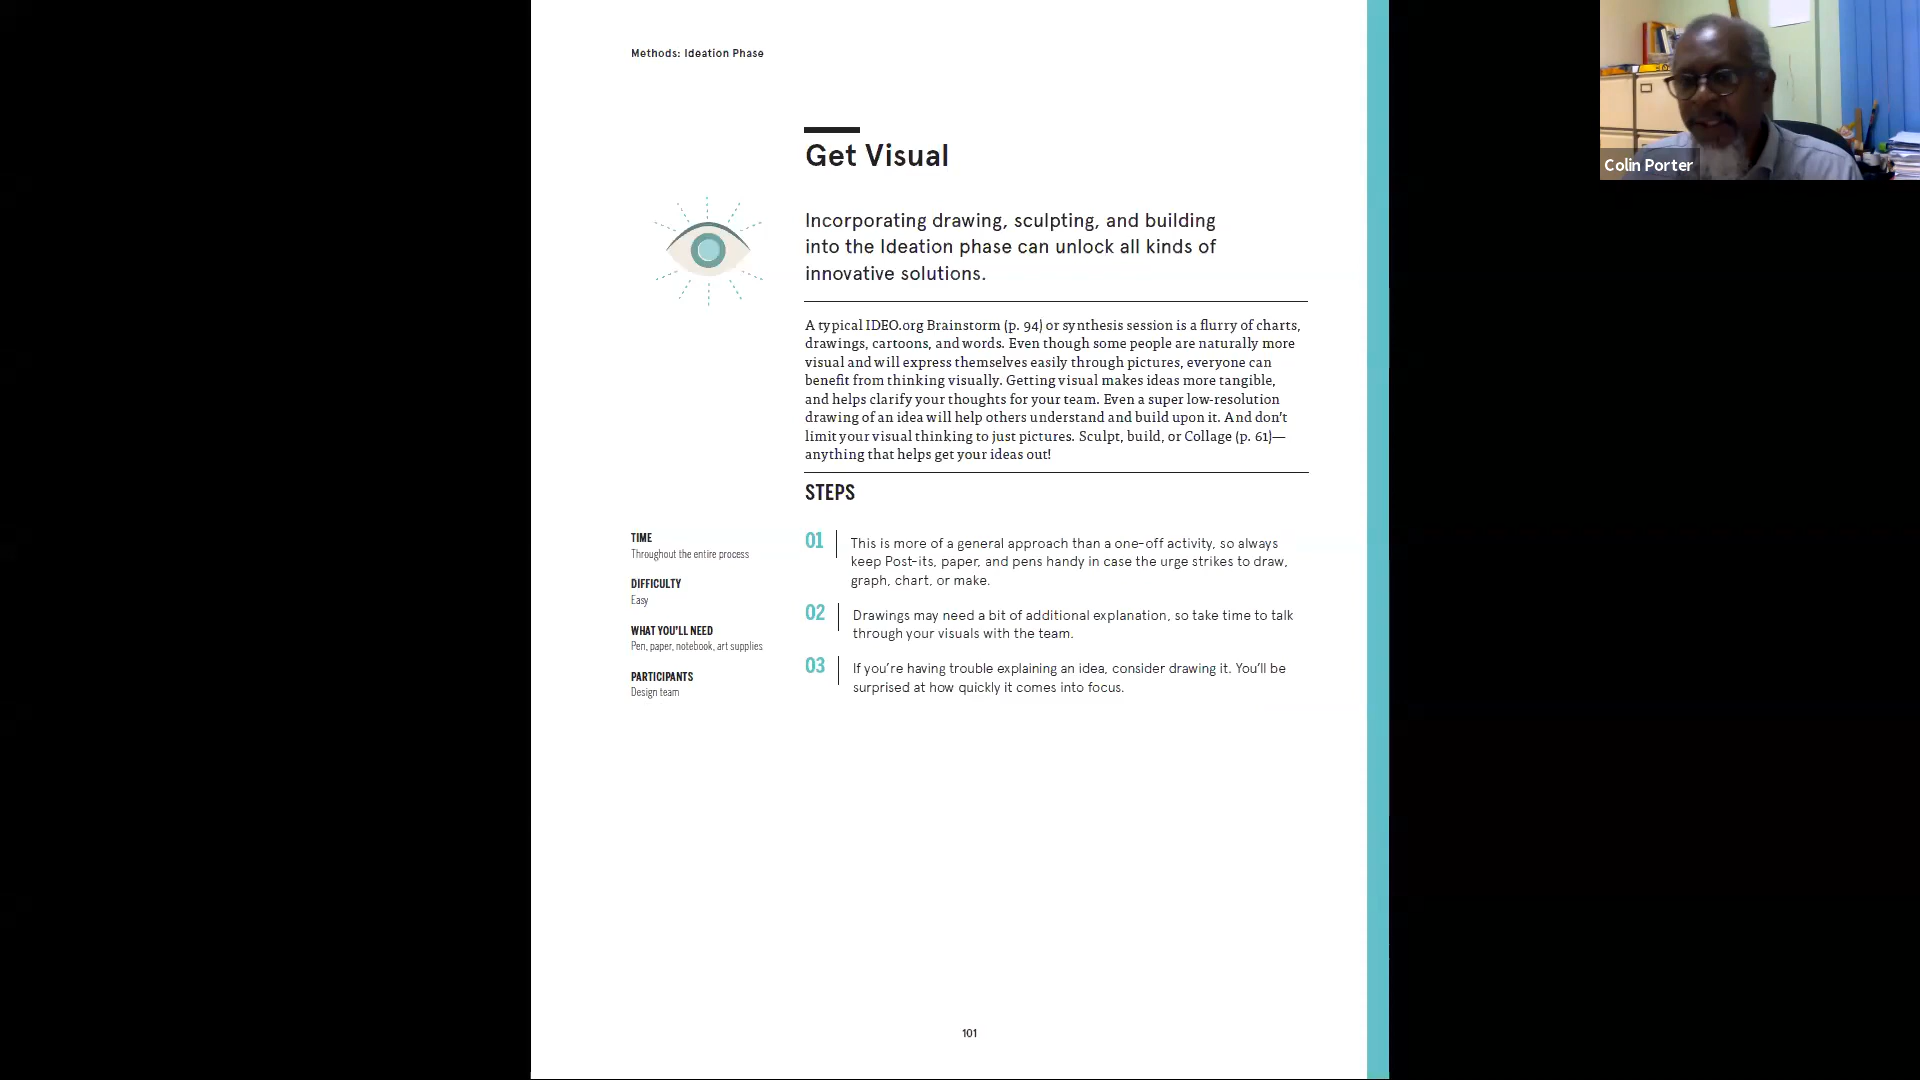 Methods: Ideation Phase
Get Visual
Incorporating drawing, sculpting, and building
into the Ideation phase can unlock all kinds of
innovative solutions.
A typical IDEO.org Brainstorm (p. 94) or synthesis session is a flurry of charts,
drawings, cartoons, and words. Even though some people are naturally more
visual and will express themselves easily through pictures, everyone can
benefit from thinking visually. Getting visual makes ideas more tangible,
and helps clarify your thoughts for your team. Even a super low-resolution
drawing of an idea will help others understand and build upon it. And don't
limit your visual thinking to just pictures. Sculpt, build, or Collage (p. 61)—
anything that helps get your ideas out!
STEPS
TIME
Throughout the entire process
DIFFICULTY
Easy
WHAT YOU'LL NEED
Pen, paper, notebook, art supplies
PARTICIPANTS
Design team
01 This is more of a general approach than a one-off activity, so always
keep Post-its, paper, and pens handy in case the urge strikes to draw,
graph, chart, or make.
02 Drawings may need a bit of additional explanation, so take time to talk
through your visuals with the team.
03 If you're having trouble explaining an idea, consider drawing it. You'll be
surprised at how quickly it comes into focus.
101
Colin Porter